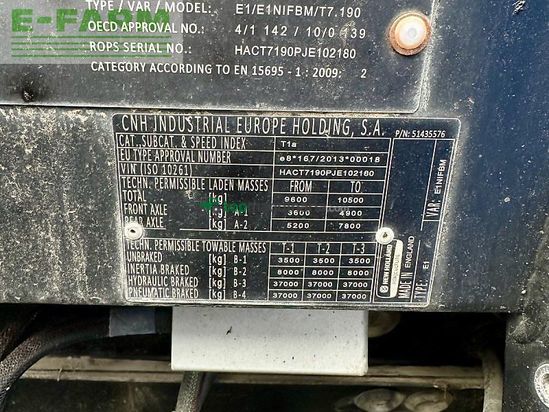 E-FARM
TYPE / VAR / MODEL: E1/E1NIFBM/T7.190
OECD APPROVAL NO.: 4/1 142 / 10/0 139
ROPS SERIAL NO.: HACT7190PJE102160
CATEGORY ACCORDING TO EN 15695 - 1 : 2009: 2
CNH INDUSTRIAL EUROPE HOLDING, S.A.
P/N: 51435576
CAT.,SUBCAT. & SPEED INDEX T1a
EU TYPE APPROVAL NUMBER e8*167/2013*00018
VIN (ISO 10261) HACT7190PJE102160
TECHN. PERMISSIBLE LADEN MASSES FROM TO
TOTAL [kg] 9600 10500
FRONT AXLE [kg] A-1 3600 4900
REAR AXLE [kg] A-2 5200 7800
TECHN. PERMISSIBLE TOWABLE MASSES T-1 T-2 T-3
UNBRAKED [kg] B-1 3500 3500 3500
INERTIA BRAKED [kg] B-2 8000 8000 8000
HYDRAULIC BRAKED [kg] B-3 37000 37000 37000
PNEUMATIC BRAKED [kg] B-4 37000 37000 37000
NEW HOLLAND
MADE IN ENGLAND
TYPE: E1
VAR: E1NIFBM